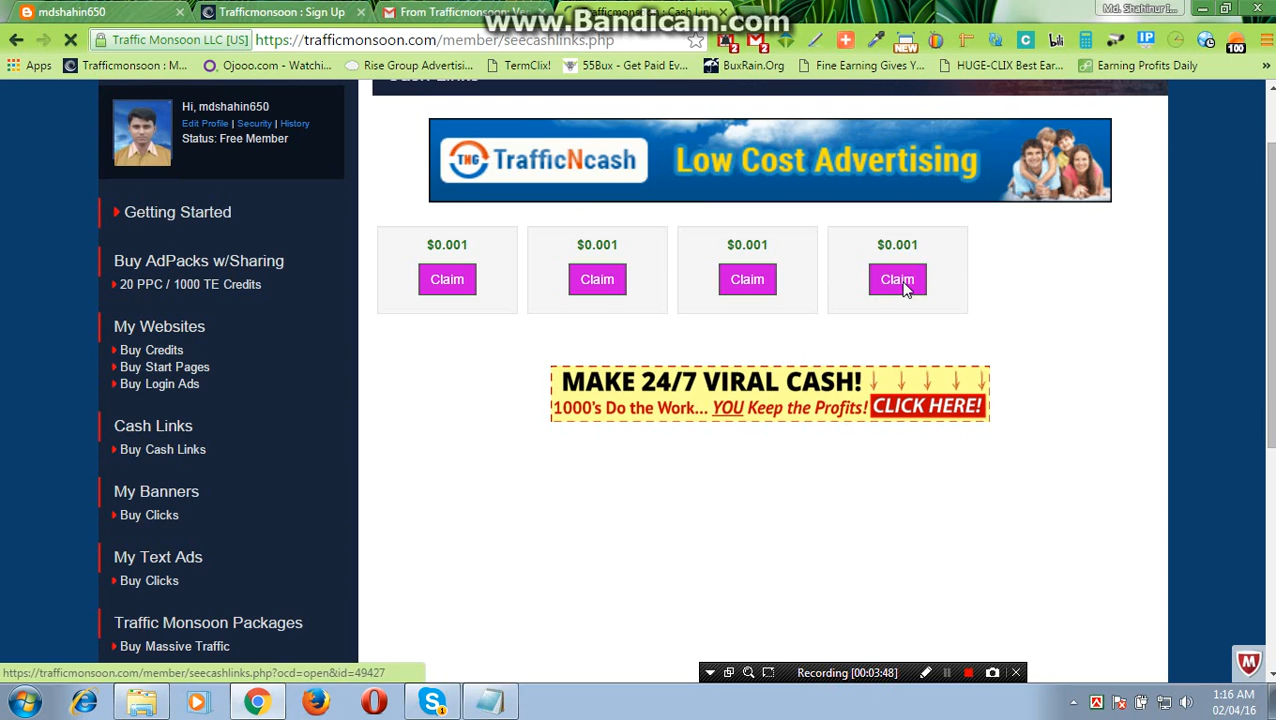 mdshahin650
Trafficmonsoon : Sign Up
From Trafficmonsoon: Ve
www.Bandicam.com
Md. Shahinur I...
Traffic Monsoon LLC [US]
https://trafficmonsoon.com/member/seecashlinks.php
Apps
Trafficmonsoon : M...
Ojooo.com - Watchi...
Rise Group Advertisi...
TermClix!
55Bux - Get Paid Ev...
BuxRain.Org
Fine Earning Gives Y...
HUGE-CLIX Best Ear...
Earning Profits Daily
Hi, mdshahin650
Edit Profile | Security | History
Status: Free Member
TNG TrafficNcash Low Cost Advertising
$0.001 $0.001 $0.001 $0.001
Claim Claim Claim Claim
Getting Started
Buy AdPacks w/Sharing
20 PPC / 1000 TE Credits
My Websites
Buy Credits
Buy Start Pages
Buy Login Ads
MAKE 24/7 VIRAL CASH!
1000's Do the Work... YOU Keep the Profits! CLICK HERE!
Cash Links
Buy Cash Links
My Banners
Buy Clicks
My Text Ads
Buy Clicks
Traffic Monsoon Packages
Buy Massive Traffic
https://trafficmonsoon.com/member/seecashlinks.php?ocd=open&id=49427
Recording [00:03:48]
1:16 AM
02/04/16